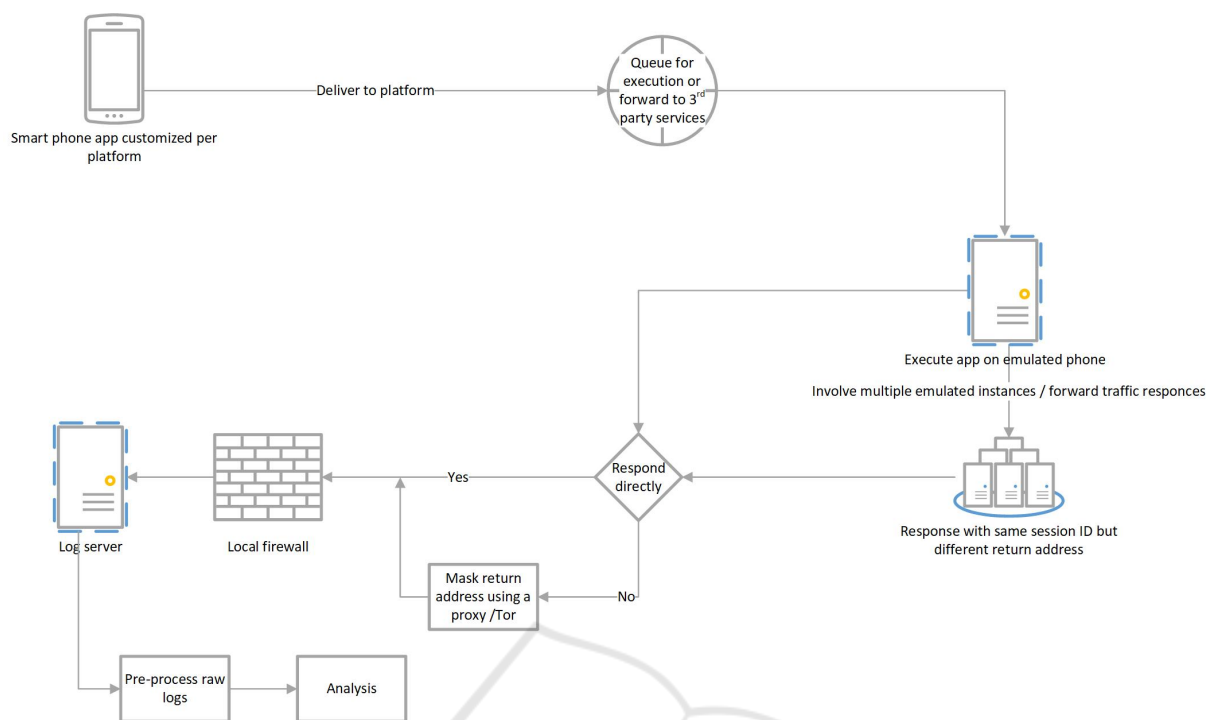 Queue for
execution or
forward to 3rd
party services
Deliver to platform
Smart phone app customized per
platform
Execute app on emulated phone
Involve multiple emulated instances / forward traffic responces
Respond
directly
Yes
Response with same session ID but
different return address
Log server
Local firewall
Mask return
address using a
proxy /Tor
No
Pre-process raw
logs
Analysis